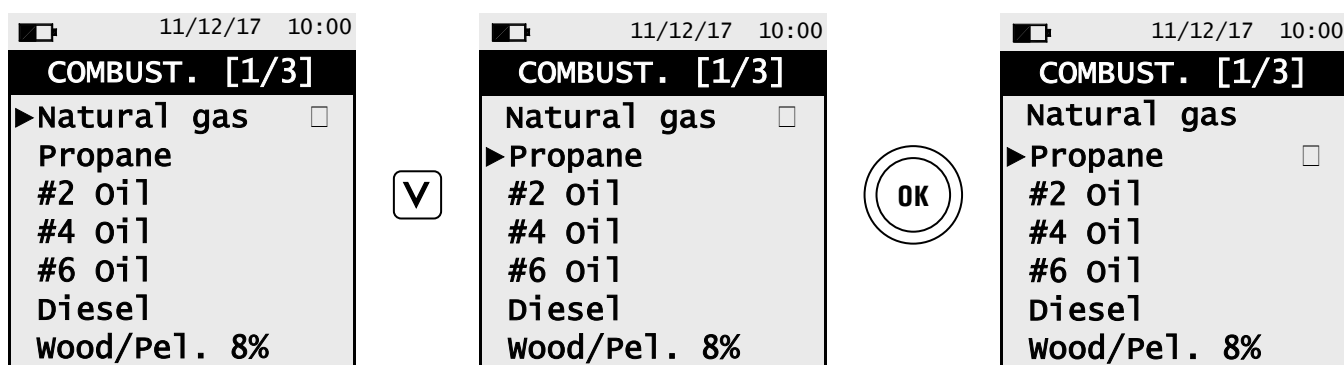 11/12/17 10:00
COMBUST. [1/3]
▶Natural gas □
Propane
#2 Oil
#4 Oil
#6 Oil
Diesel
Wood/Pel. 8%
V
11/12/17 10:00
COMBUST. [1/3]
Natural gas □
▶Propane
#2 Oil
#4 Oil
#6 Oil
Diesel
Wood/Pel. 8%
OK
11/12/17 10:00
COMBUST. [1/3]
Natural gas
▶Propane □
#2 Oil
#4 Oil
#6 Oil
Diesel
Wood/Pel. 8%